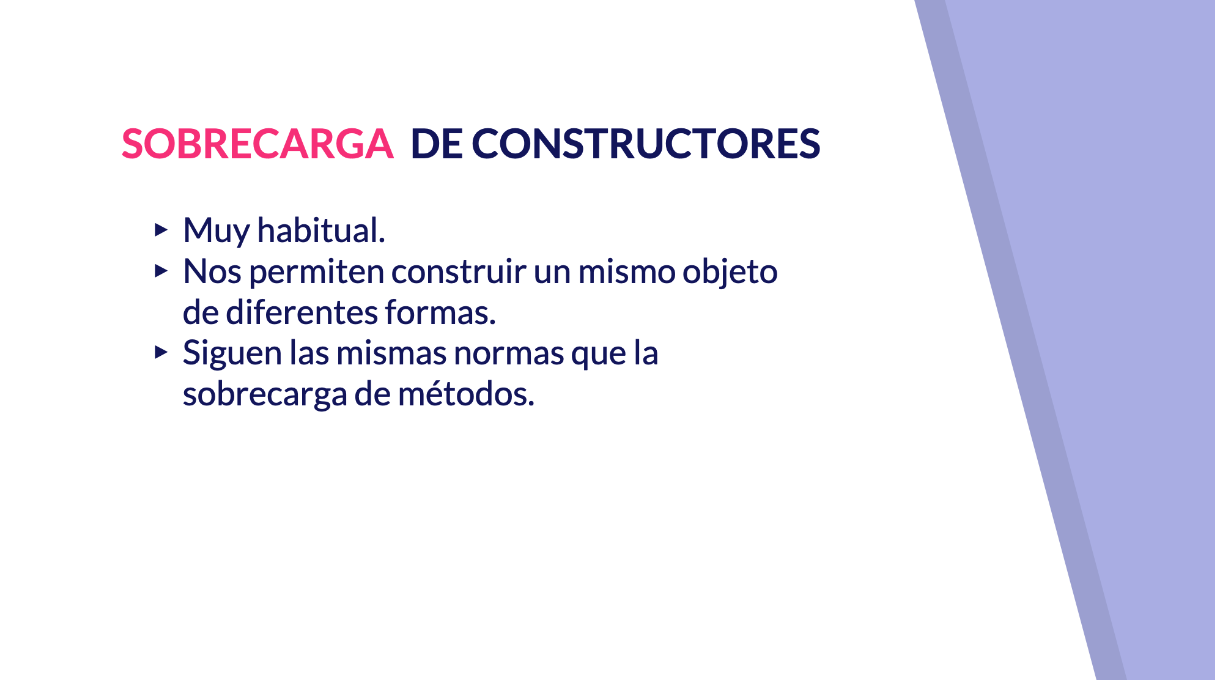 SOBRECARGA DE CONSTRUCTORES
▸ Muy habitual.
▸ Nos permiten construir un mismo objeto
de diferentes formas.
▸ Siguen las mismas normas que la
sobrecarga de métodos.